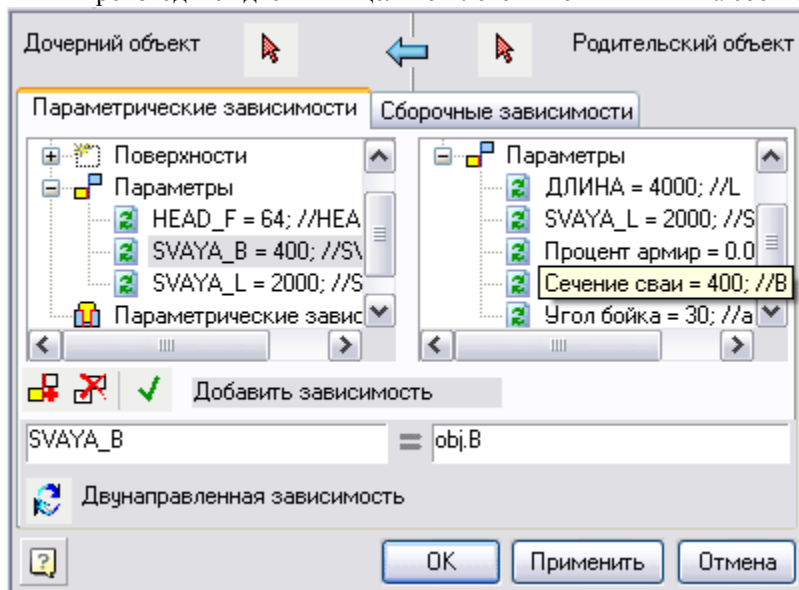 Дочерний объект
Родительский объект
Параметрические зависимости
Сборочные зависимости
Поверхности
Параметры
HEAD_F = 64; //HEA
SVAYA_B = 400; //S
SVAYA_L = 2000; //S
Параметрические завис
Параметры
ДЛИНА = 4000; //L
SVAYA_L = 2000; //S
Процент армир = 0.0
Сечение сваи = 400; //B
Угол бойка = 30; //a
Добавить зависимость
SVAYA_B
=
obj.B
Двунаправленная зависимость
?
OK
Применить
Отмена